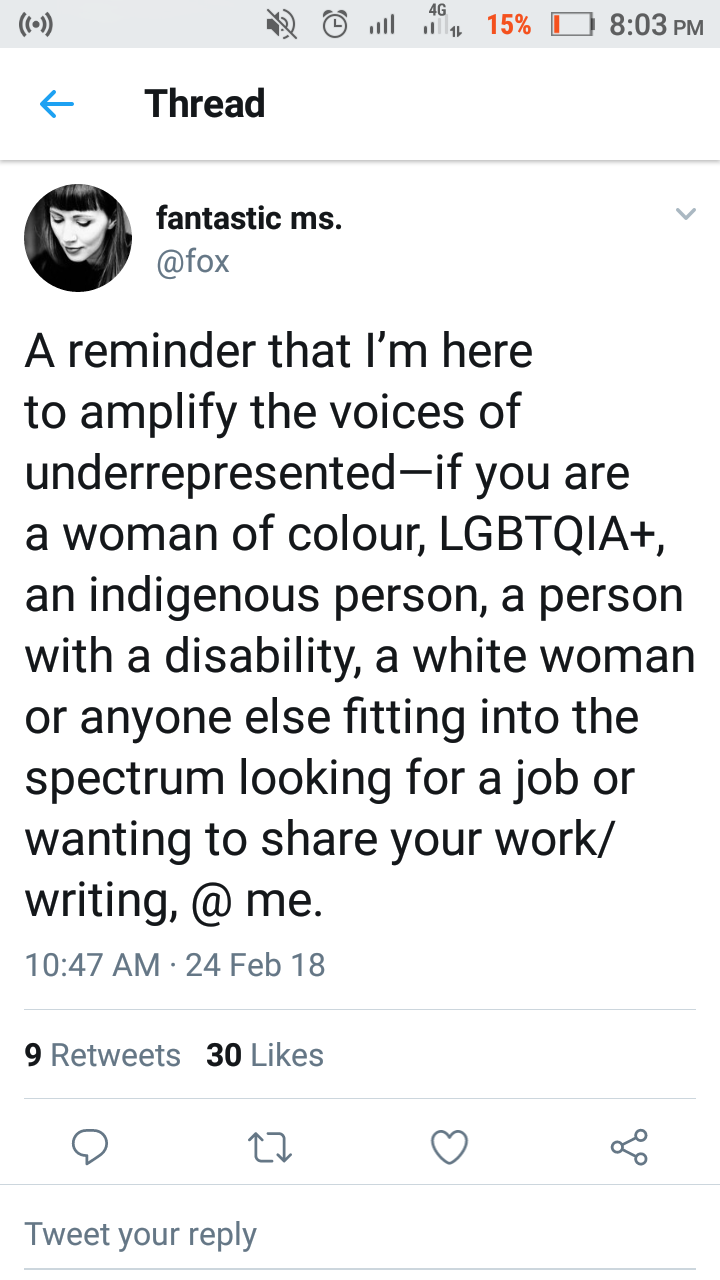 4G 15% 8:03 PM
Thread
fantastic ms.
@fox
A reminder that I’m here
to amplify the voices of
underrepresented—if you are
a woman of colour, LGBTQIA+,
an indigenous person, a person
with a disability, a white woman
or anyone else fitting into the
spectrum looking for a job or
wanting to share your work/
writing, @ me.
10:47 AM · 24 Feb 18
9 Retweets 30 Likes
Tweet your reply